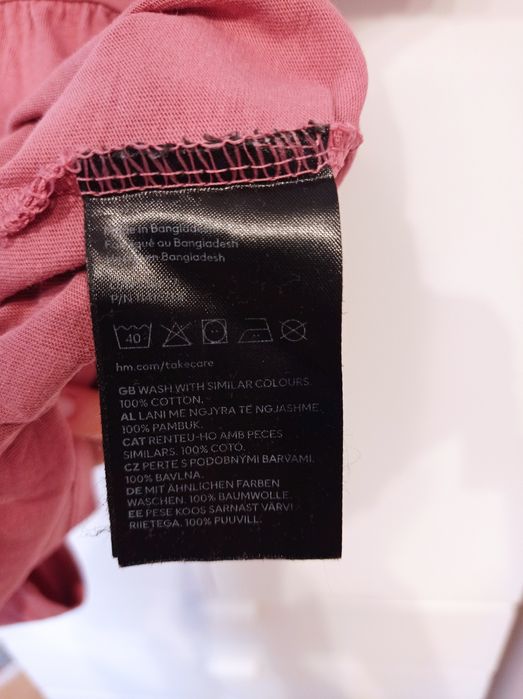 in Bangladesh
au Bangladesh
Bangladesh
P/N
40
hm.com/takecare
GB WASH WITH SIMILAR COLOURS.
100% COTTON.
AL LANI ME NGJYRA TË NGJASHME.
100% PAMBUK.
CAT RENTEU-HO AMB PECES
SIMILARS. 100% COTÓ.
CZ PERTE S PODOBNÝMI BARVAMI.
100% BAVLNA.
DE MIT ÄHNLICHEN FARBEN
WASCHEN. 100% BAUMWOLLE.
EE PESE KOOS SARNAST VÄRVI
RIIETEGA. 100% PUUVILL.